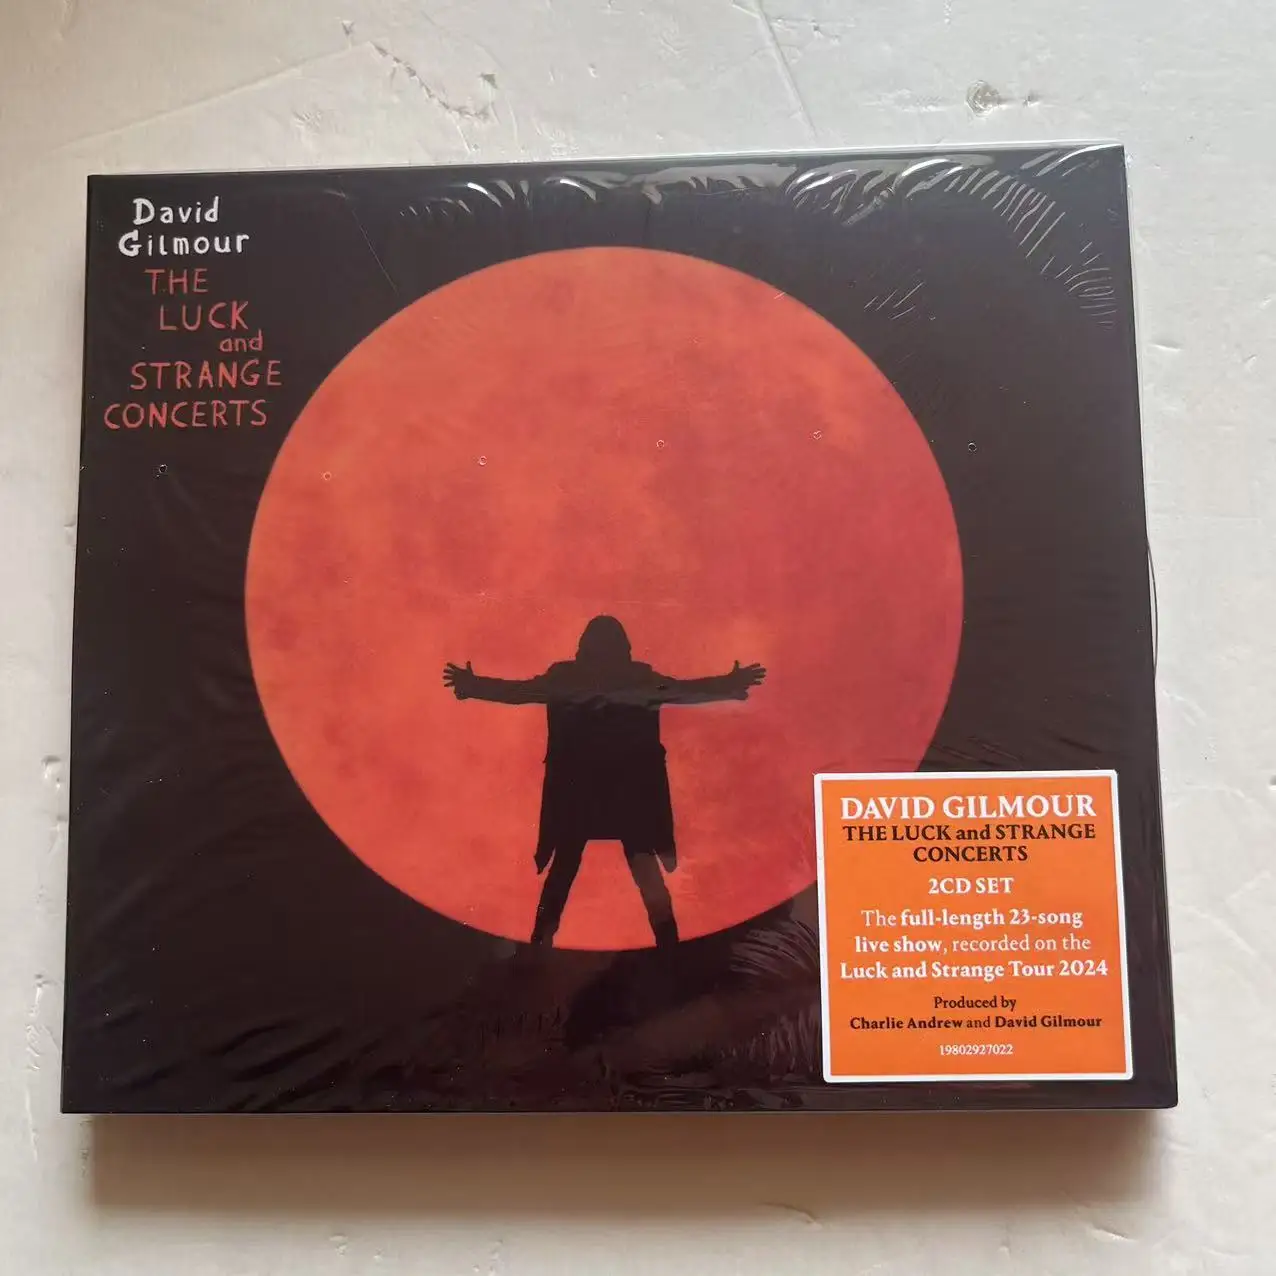 David
Gilmour
THE
LUCK
and
STRANGE
CONCERTS
DAVID GILMOUR
THE LUCK and STRANGE
CONCERTS
2CD SET
The full-length 23-song
live show, recorded on the
Luck and Strange Tour 2024
Produced by
Charlie Andrew and David Gilmour
19802927022